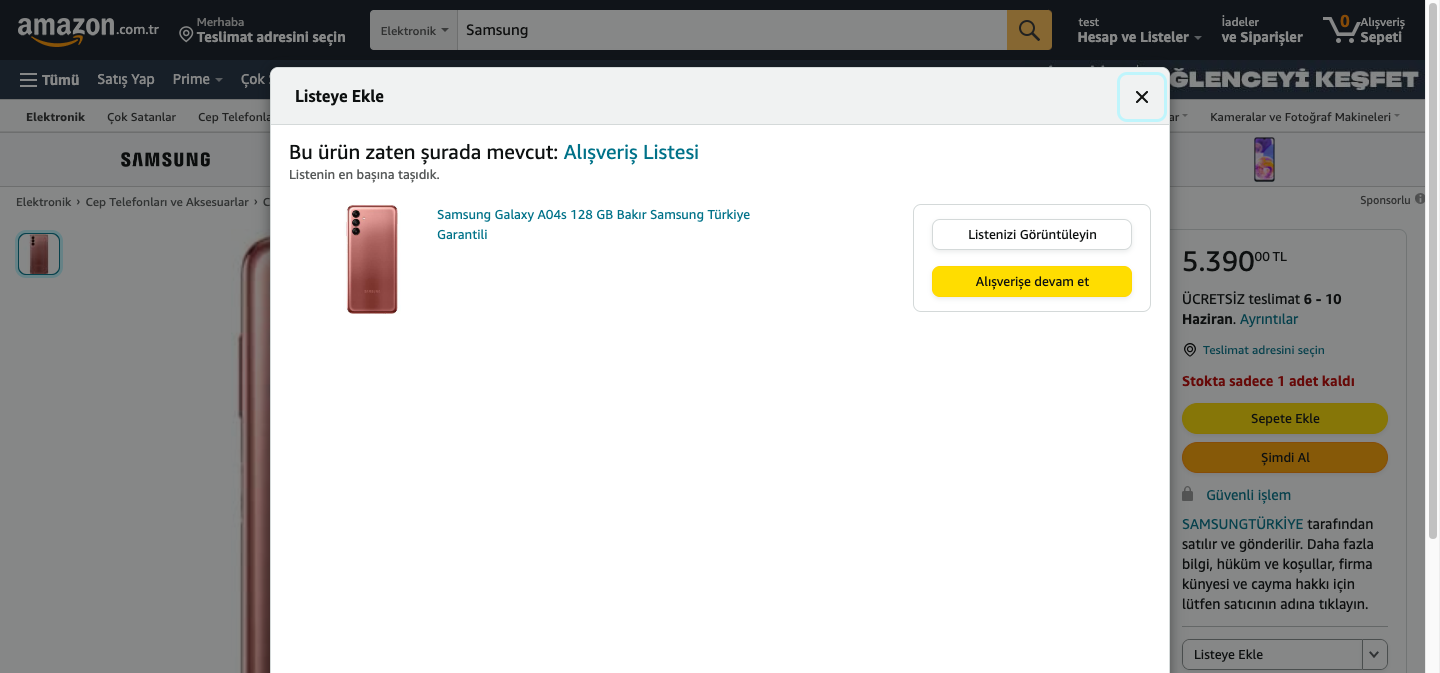 amazon.com.tr
Merhaba
Teslimat adresini seçin
Elektronik
Samsung
test
Hesap ve Listeler
İadeler
ve Siparişler
0
Alışveriş
Sepeti
Tümü
Satış Yap
Prime
Çok
ĞLENCEYİ KEŞFET
Elektronik
Çok Satanlar
Cep Telefonla
ar
Kameralar ve Fotoğraf Makineleri
SAMSUNG
Elektronik › Cep Telefonları ve Aksesuarlar › C
Sponsorlu
Listeye Ekle
Bu ürün zaten şurada mevcut: Alışveriş Listesi
Listenin en başına taşıdık.
Samsung Galaxy A04s 128 GB Bakır Samsung Türkiye
Garantili
Listenizi Görüntüleyin
Alışverişe devam et
5.39000 TL
ÜCRETSİZ teslimat 6 - 10
Haziran. Ayrıntılar
Teslimat adresini seçin
Stokta sadece 1 adet kaldı
Sepete Ekle
Şimdi Al
Güvenli işlem
SAMSUNGTÜRKİYE tarafından
satılır ve gönderilir. Daha fazla
bilgi, hüküm ve koşullar, firma
künyesi ve cayma hakkı için
lütfen satıcının adına tıklayın.
Listeye Ekle